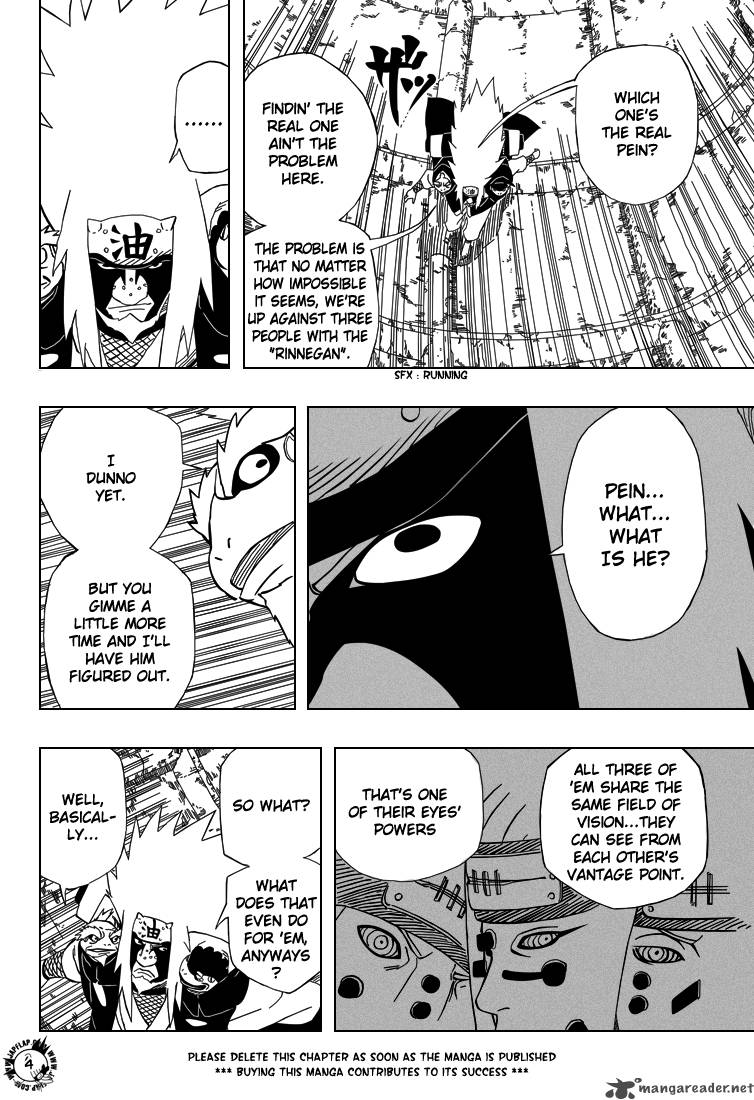 WHICH
ONE'S
THE REAL
PEIN?
ザッ
FINDIN' THE
REAL ONE
AIN'T THE
PROBLEM
HERE.
THE PROBLEM IS
THAT NO MATTER
HOW IMPOSSIBLE
IT SEEMS, WE'RE
UP AGAINST THREE
PEOPLE WITH THE
"RINNEGAN".
SFX : RUNNING
......
油
PEIN...
WHAT...
WHAT
IS HE?
I
DUNNO
YET.
BUT YOU
GIMME A
LITTLE MORE
TIME AND I'LL
HAVE HIM
FIGURED OUT.
ALL THREE OF
'EM SHARE THE
SAME FIELD OF
VISION...THEY
CAN SEE FROM
EACH OTHER'S
VANTAGE POINT.
THAT'S ONE
OF THEIR EYES'
POWERS
SO WHAT?
WHAT
DOES THAT
EVEN DO
FOR 'EM,
ANYWAYS
?
WELL,
BASICAL-
LY...
油
4
PLEASE DELETE THIS CHAPTER AS SOON AS THE MANGA IS PUBLISHED
*** BUYING THIS MANGA CONTRIBUTES TO ITS SUCCESS ***
mangareader.net